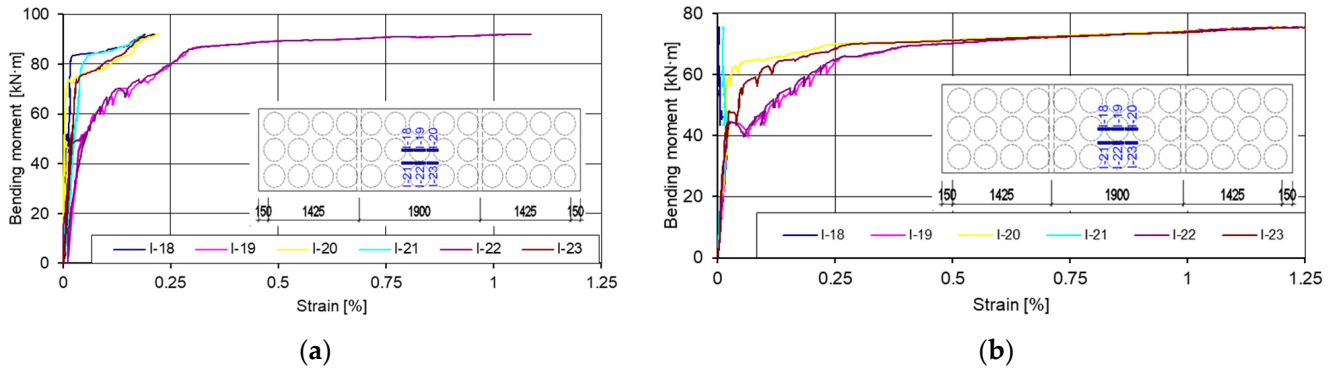 100
80
60
40
20
0
Bending moment [kN·m]
I-18
I-19
I-20
I-21
I-22
I-23
150
1425
1900
1425
150
I-18 I-19 I-20 I-21 I-22 I-23
0 0.25 0.5 0.75 1 1.25
Strain [%]
(a)
80
60
40
20
0
Bending moment [kN·m]
I-18
I-19
I-20
I-21
I-22
I-23
150
1425
1900
1425
150
I-18 I-19 I-20 I-21 I-22 I-23
0 0.25 0.5 0.75 1 1.25
Strain [%]
(b)